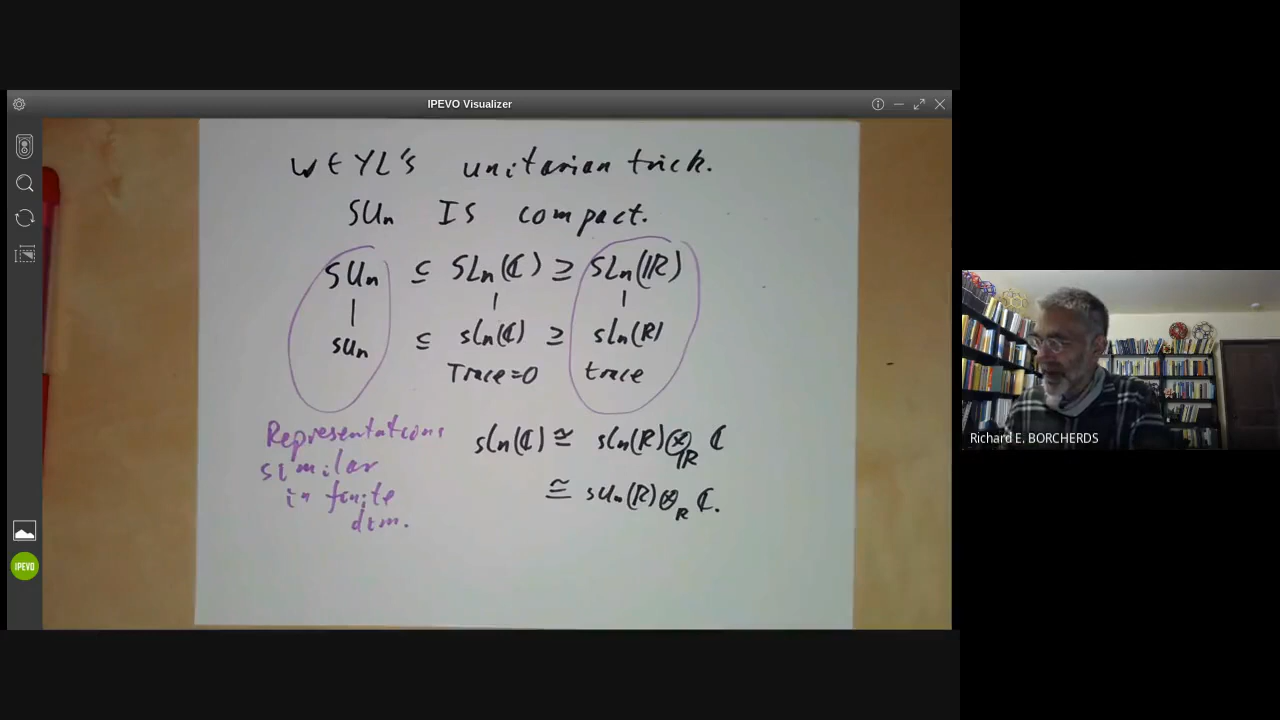 IPEVO Visualizer
WEYL'S unitarian trick.
SUn IS compact.
SUn ⊆ SLn(ℂ) ≥ SLn(ℝ)
sun ⊆ sln(ℂ) ≥ sln(ℝ)
Trace=0 trace
Representations
similar
in finite
dim.
sln(ℂ) ≅ sln(ℝ)⊗ℝ ℂ
≅ sun(ℝ)⊗ℝ ℂ.
IPEVO
Richard E. BORCHERDS